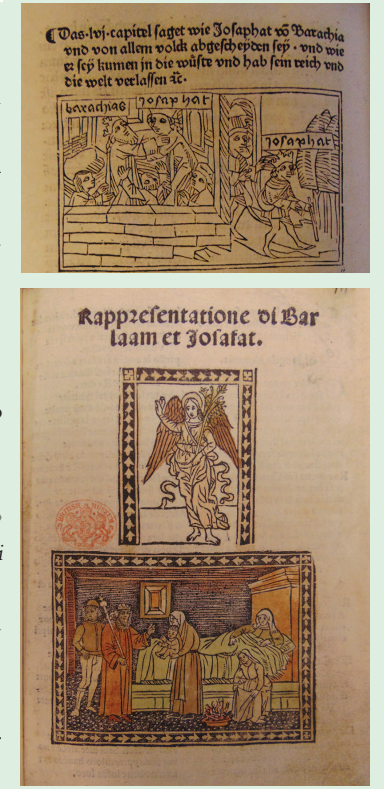 Das .lvj. capitel saget wie Josaphat vō Barachia
vnd von allem volck abgescheyden sey · vnd wie
er sey kumen in die wüste vnd hab sein reich vnd
die welt verlassen ⁊c̃.
barachias josaphat
josaphat
Rappresentatione di Bar
laam et Josafat.